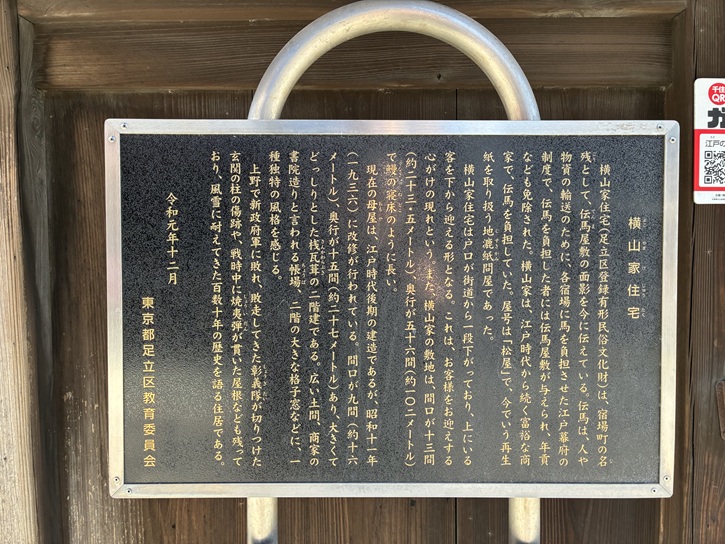 横山家住宅
横山家住宅(足立区登録有形民俗文化財)は、宿場町の名
残として、伝馬屋敷の面影を今に伝えている。伝馬は、人や
物資の輸送のために、各宿場に馬を負担させた江戸幕府の
制度で、伝馬を負担した者には伝馬屋敷が与えられ、年貢
なども免除された。横山家は、江戸時代から続く富裕な商
家で、伝馬を負担していた。屋号は「松屋」で、今でいう再生
紙を取り扱う地漉紙問屋であった。
横山家住宅は戸口が街道から一段下がっており、上にいる
客を下から迎える形となる。これは、お客様をお迎えする
心がけの現れという。また、横山家の敷地は、間口が十三間
(約二十三・五メートル)、奥行が五十六間(約一〇二メートル)
で鰻の寝床のように長い。
現在の母屋は、江戸時代後期の建造であるが、昭和十一年
(一九三六)に改修が行われている。間口が九間(約十六
メートル)、奥行が十五間(約二十七メートル)あり、大きくて
どっしりとした桟瓦葺の二階建である。広い土間、商家の
書院造りと言われる帳場、二階の大きな格子窓などに、一
種独特の風格を感じる。
上野で新政府軍に敗れ、敗走してきた彰義隊が切りつけた
玄関の柱の傷跡や、戦時中に焼夷弾が貫いた屋根なども残って
おり、風雪に耐えてきた百数十年の歴史を語る住居である。
令和元年十二月
東京都足立区教育委員会
千住
QR
江戸の